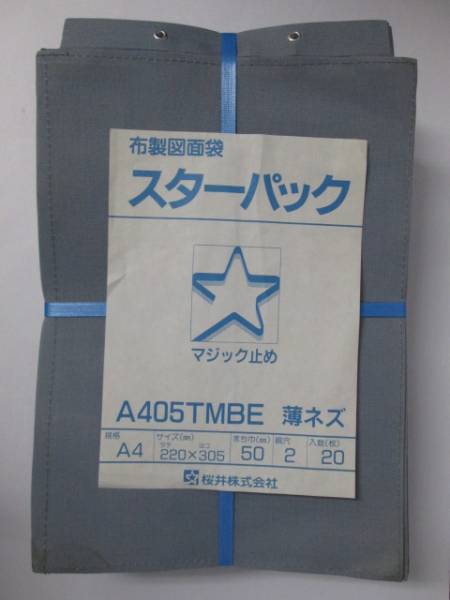 布製図面袋
スターパック
マジック止め
A405TMBE 薄ネズ
規格 サイズ(㎜) まち巾(㎜) 綱穴 入数(枚)
タテ ヨコ
A4 220×305 50 2 20
桜井株式会社